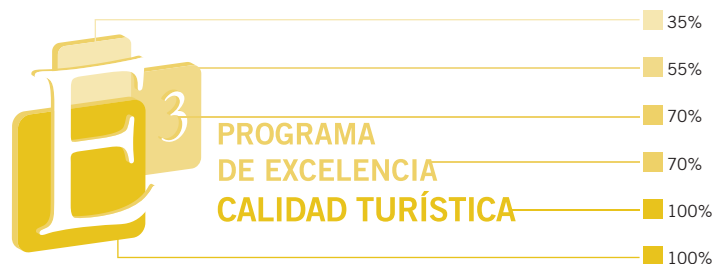 35%
55%
E 3
70%
PROGRAMA
DE EXCELENCIA
70%
CALIDAD TURÍSTICA
100%
100%